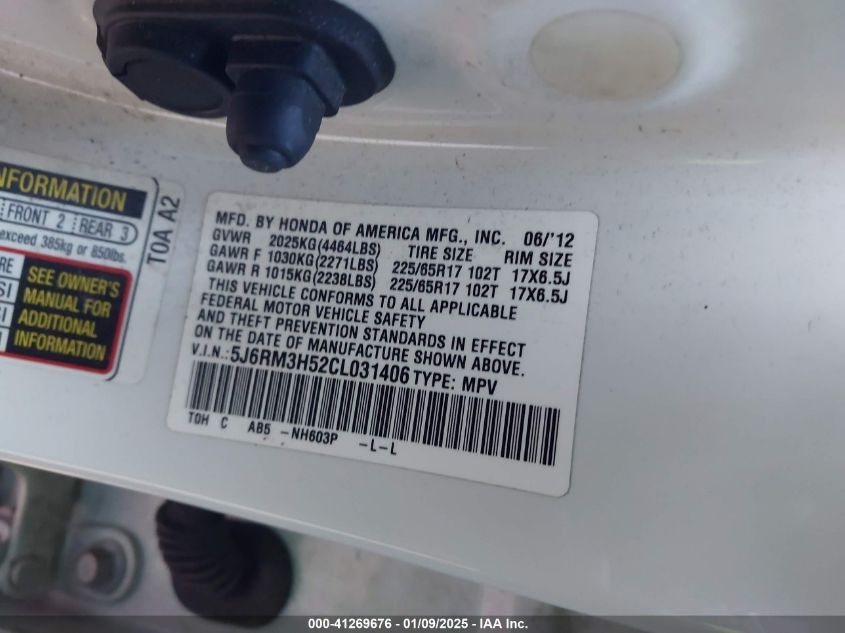 NFORMATION
FRONT 2 REAR 3
exceed 385kg or 850lbs.
SEE OWNER'S
MANUAL FOR
ADDITIONAL
INFORMATION
TOA A2
MFD. BY HONDA OF AMERICA MFG., INC. 06/'12
GVWR 2025KG(4464LBS) TIRE SIZE RIM SIZE
GAWR F 1030KG(2271LBS) 225/65R17 102T 17X6.5J
GAWR R 1015KG(2238LBS) 225/65R17 102T 17X6.5J
THIS VEHICLE CONFORMS TO ALL APPLICABLE
FEDERAL MOTOR VEHICLE SAFETY
AND THEFT PREVENTION STANDARDS IN EFFECT
ON THE DATE OF MANUFACTURE SHOWN ABOVE.
V.I.N.: 5J6RM3H52CL031406 TYPE: MPV
TOH C AB5 -NH603P -L-L
000-41269676 - 01/09/2025 - IAA Inc.